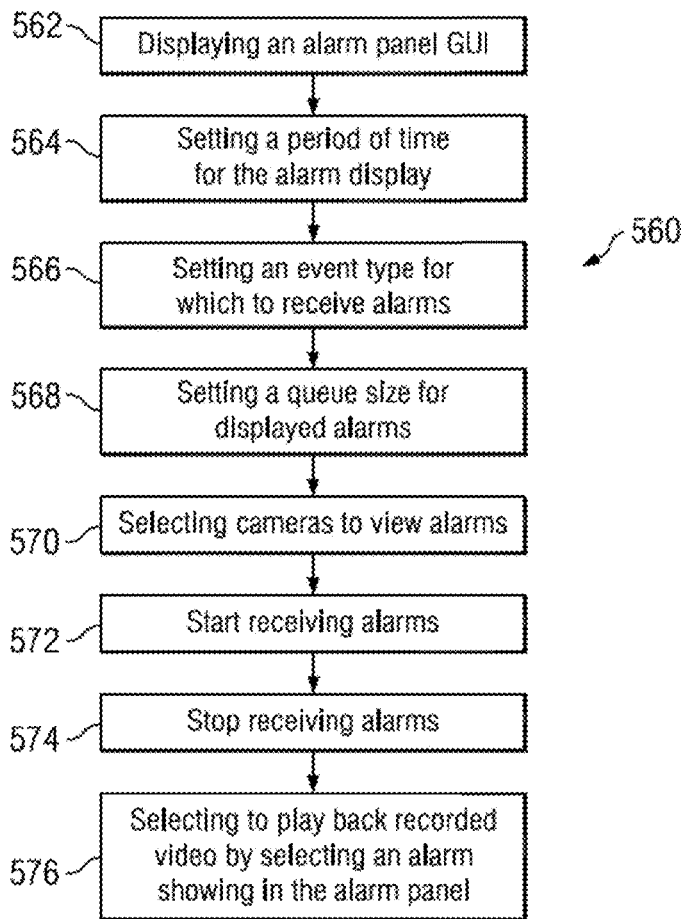 562
Displaying an alarm panel GUI
564
Setting a period of time
for the alarm display
560
566
Setting an event type for
which to receive alarms
568
Setting a queue size for
displayed alarms
570
Selecting cameras to view alarms
572
Start receiving alarms
574
Stop receiving alarms
576
Selecting to play back recorded
video by selecting an alarm
showing in the alarm panel